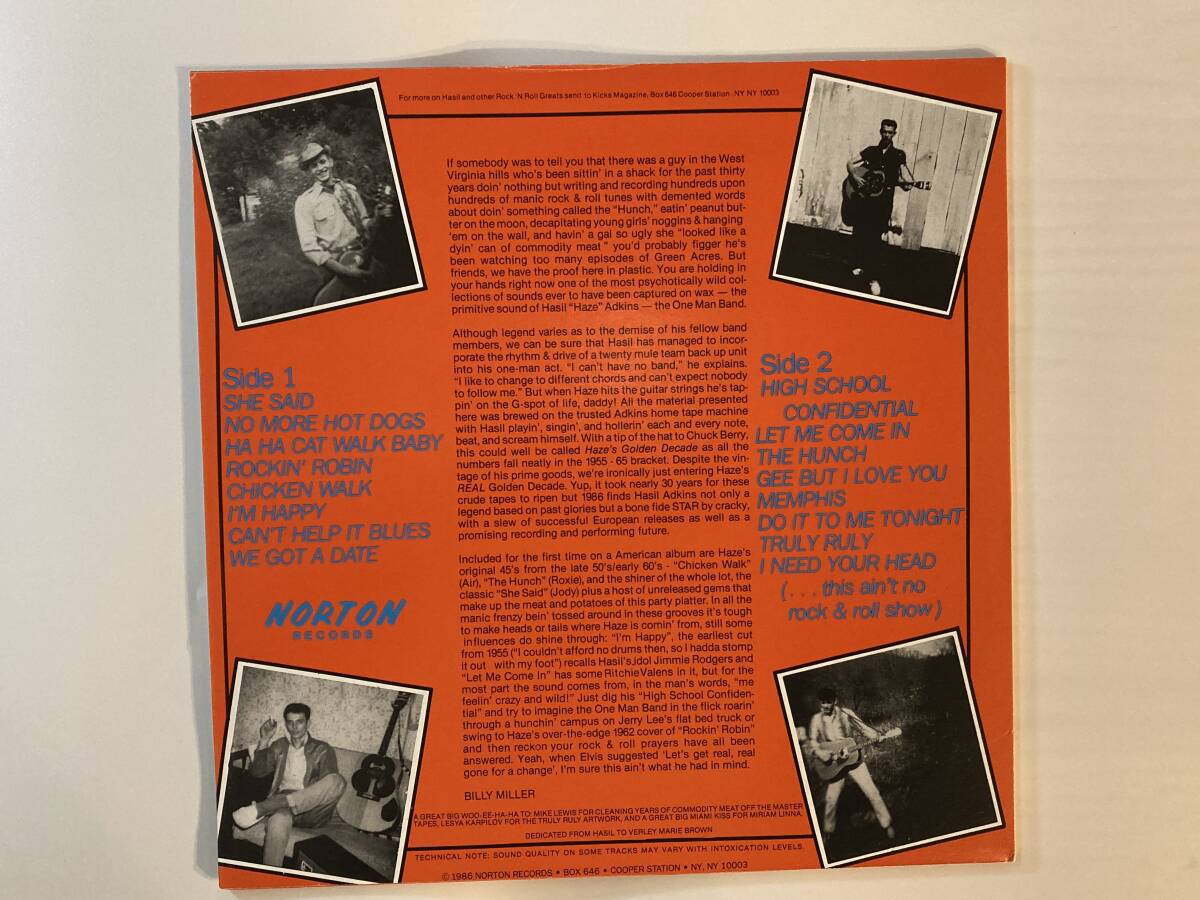 For more on Hasil and other Rock 'N Roll Greats send to Kicks Magazine, Box 646 Cooper Station. NY NY 10003
If somebody was to tell you that there was a guy in the West
Virginia hills who's been sittin' in a shack for the past thirty
years doin' nothing but writing and recording hundreds upon
hundreds of manic rock & roll tunes with demented words
about doin' something called the "Hunch," eatin' peanut but-
ter on the moon, decapitating young girls' noggins & hanging
'em on the wall, and havin' a gal so ugly she "looked like a
dyin' can of commodity meat" you'd probably figger he's
been watching too many episodes of Green Acres. But
friends, we have the proof here in plastic. You are holding in
your hands right now one of the most psychotically wild col-
lections of sounds ever to have been captured on wax — the
primitive sound of Hasil "Haze" Adkins — the One Man Band.
Although legend varies as to the demise of his fellow band
members, we can be sure that Hasil has managed to incor-
porate the rhythm & drive of a twenty mule team back up unit
into his one-man act. "I can't have no band," he explains.
"I like to change to different chords and can't expect nobody
to follow me." But when Haze hits the guitar strings he's tap-
pin' on the G-spot of life, daddy! All the material presented
here was brewed on the trusted Adkins home tape machine
with Hasil playin', singin', and hollerin' each and every note,
beat, and scream himself. With a tip of the hat to Chuck Berry,
this could well be called Haze's Golden Decade as all the
numbers fall neatly in the 1955 - 65 bracket. Despite the vin-
tage of his prime goods, we're ironically just entering Haze's
REAL Golden Decade. Yup, it took nearly 30 years for these
crude tapes to ripen but 1986 finds Hasil Adkins not only a
legend based on past glories but a bone fide STAR by cracky,
with a slew of successful European releases as well as a
promising recording and performing future.
Included for the first time on a American album are Haze's
original 45's from the late 50's/early 60's - "Chicken Walk"
(Air), "The Hunch" (Roxie), and the shiner of the whole lot, the
classic "She Said" (Jody) plus a host of unreleased gems that
make up the meat and potatoes of this party platter. In all the
manic frenzy bein' tossed around in these grooves it's tough
to make heads or tails where Haze is comin' from, still some
influences do shine through: "I'm Happy", the earliest cut
from 1955 ("I couldn't afford no drums then, so I hadda stomp
it out with my foot") recalls Hasil's idol Jimmie Rodgers and
"Let Me Come In" has some Ritchie Valens in it, but for the
most part the sound comes from, in the man's words, "me
feelin' crazy and wild!" Just dig his "High School Confiden-
tial" and try to imagine the One Man Band in the flick roarin'
through a hunchin' campus on Jerry Lee's flat bed truck or
swing to Haze's over-the-edge 1962 cover of "Rockin' Robin"
and then reckon your rock & roll prayers have all been
answered. Yeah, when Elvis suggested 'Let's get real, real
gone for a change', I'm sure this ain't what he had in mind.
BILLY MILLER
Side 1
SHE SAID
NO MORE HOT DOGS
HA HA CAT WALK BABY
ROCKIN' ROBIN
CHICKEN WALK
I'M HAPPY
CAN'T HELP IT BLUES
WE GOT A DATE
NORTON
RECORDS
Side 2
HIGH SCHOOL
CONFIDENTIAL
LET ME COME IN
THE HUNCH
GEE BUT I LOVE YOU
MEMPHIS
DO IT TO ME TONIGHT
TRULY RULY
I NEED YOUR HEAD
(. . . this ain't no
rock & roll show)
A GREAT BIG WOO-EE-HA-HA TO: MIKE LEWIS FOR CLEANING YEARS OF COMMODITY MEAT OFF THE MASTER
TAPES, LESYA KARPILOV FOR THE TRULY RULY ARTWORK, AND A GREAT BIG MIAMI KISS FOR MIRIAM LINNA.
DEDICATED FROM HASIL TO VERLEY MARIE BROWN
TECHNICAL NOTE: SOUND QUALITY ON SOME TRACKS MAY VARY WITH INTOXICATION LEVELS.
© 1986 NORTON RECORDS • BOX 646 • COOPER STATION • NY, NY 10003